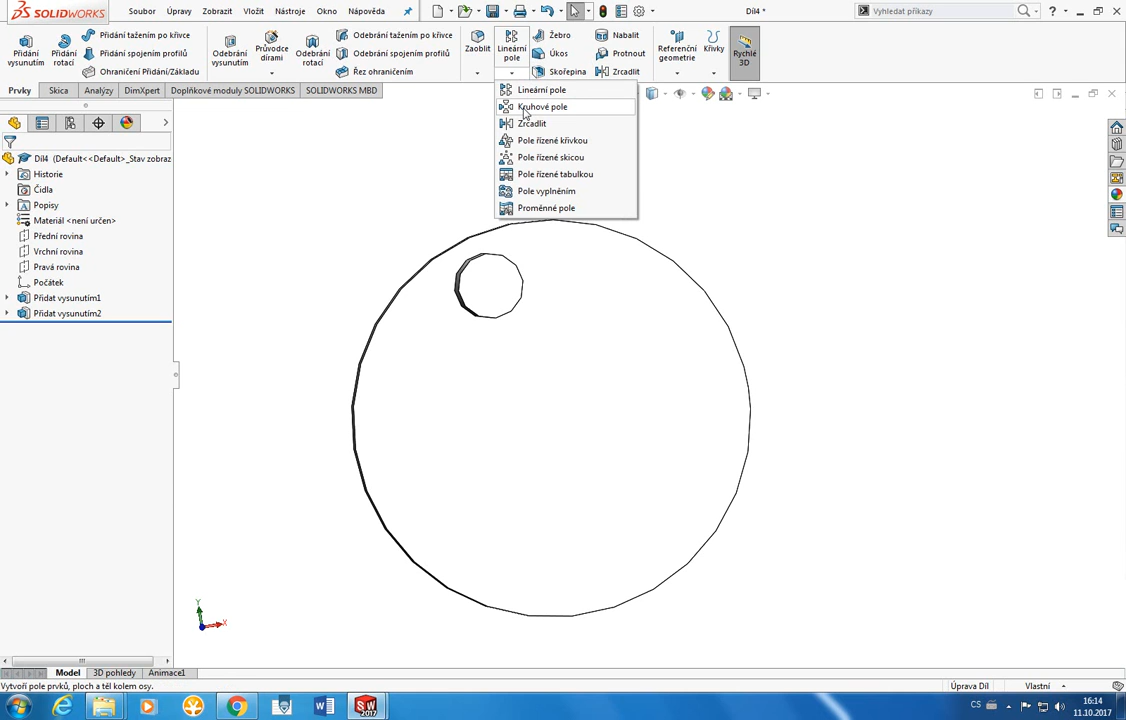 SOLIDWORKS
Soubor Úpravy Zobrazit Vložit Nástroje Okno Nápověda
Díl4 *
Vyhledat příkazy
Přidání vysunutím
Přidání rotací
Přidání tažením po křivce
Přidání spojením profilů
Ohraničení Přidání/Základu
Odebrání vysunutím
Průvodce dírami
Odebrání rotací
Odebrání tažením po křivce
Odebrání spojením profilů
Řez ohraničením
Zaoblit
Lineární pole
Žebro
Úkos
Skořepina
Nabalit
Protnout
Zrcadlit
Referenční geometrie
Křivky
Rychlé 3D
Prvky Skica Analýzy DimXpert Doplňkové moduly SOLIDWORKS SOLIDWORKS MBD
Lineární pole
Kruhové pole
Zrcadlit
Pole řízené křivkou
Pole řízené skicou
Pole řízené tabulkou
Pole vyplněním
Proměnné pole
Díl4 (Default<<Default>_Stav zobraz
Historie
Čidla
Popisy
Materiál <není určen>
Přední rovina
Vrchní rovina
Pravá rovina
Počátek
Přidat vysunutím1
Přidat vysunutím2
Y
X
Model 3D pohledy Animace1
Vytvoří pole prvků, ploch a těl kolem osy.
Úprava Díl
Vlastní
SW 2017
CS
16:14
11.10.2017